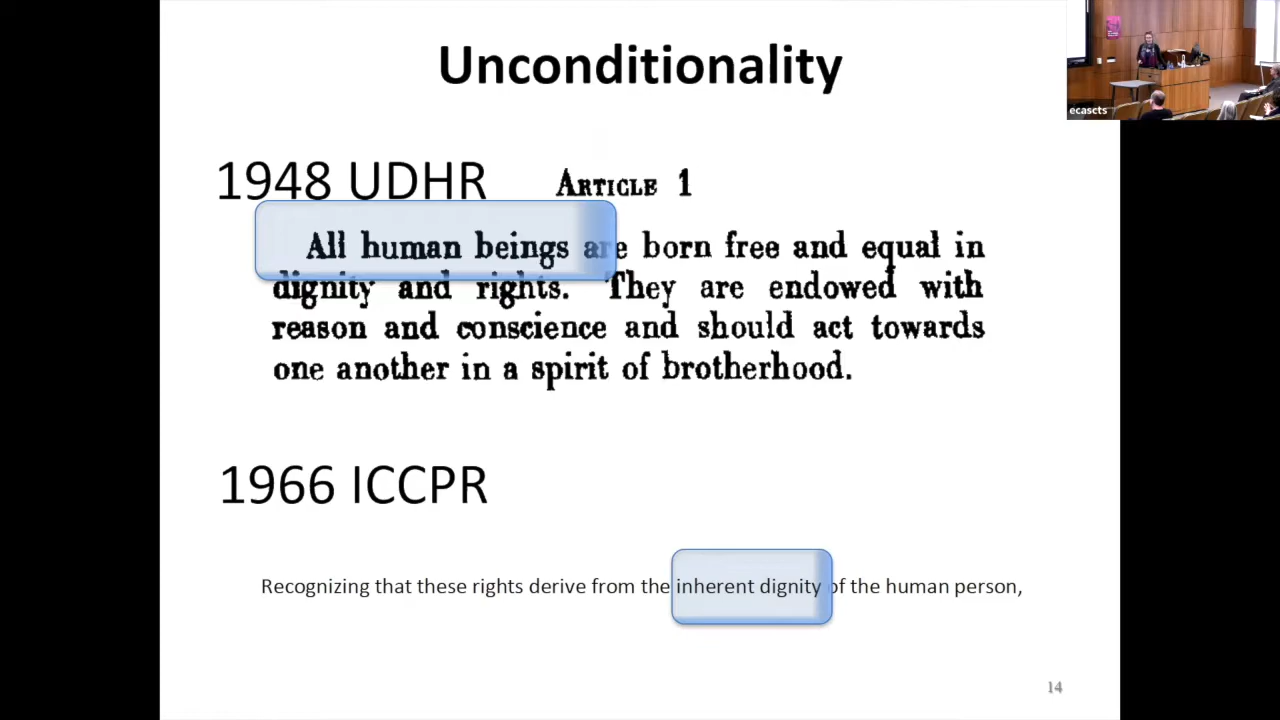 Unconditionality
ecascts
1948 UDHR
ARTICLE 1
All human beings are born free and equal in
dignity and rights. They are endowed with
reason and conscience and should act towards
one another in a spirit of brotherhood.
1966 ICCPR
Recognizing that these rights derive from the inherent dignity of the human person,
14